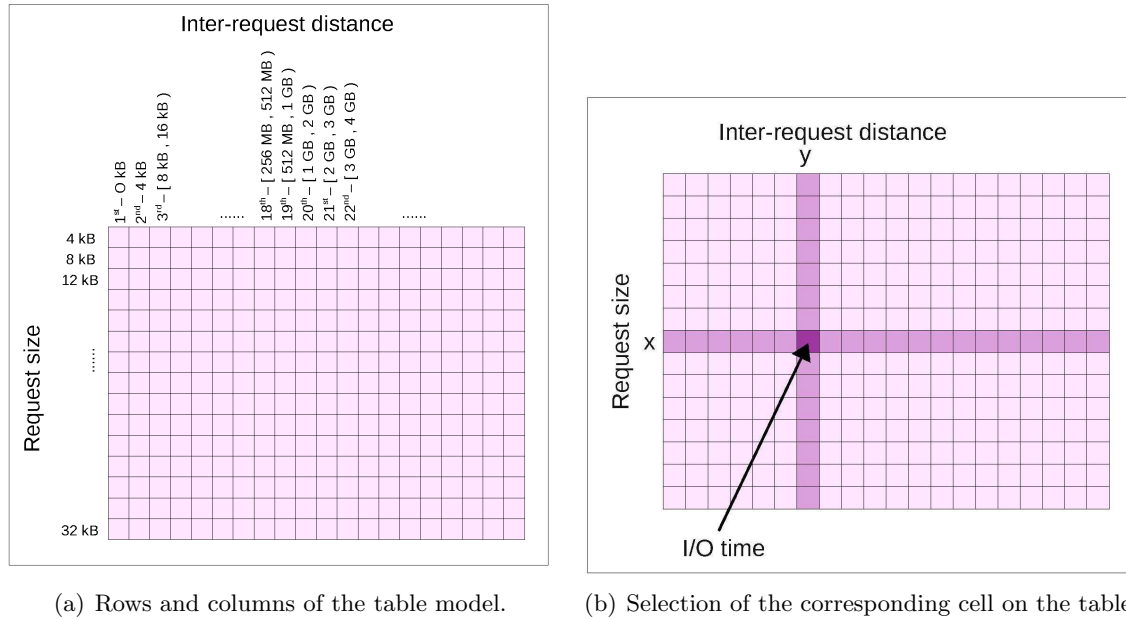 Inter-request distance
1st – O kB
2nd – 4 kB
3rd – [ 8 kB , 16 kB )
......
18th – [ 256 MB , 512 MB )
19th – [ 512 MB , 1 GB )
20th – [ 1 GB , 2 GB )
21st – [ 2 GB , 3 GB )
22nd – [ 3 GB , 4 GB )
......
Request size
4 kB
8 kB
12 kB
......
32 kB
(a) Rows and columns of the table model.
Inter-request distance
y
Request size
x
I/O time
(b) Selection of the corresponding cell on the table